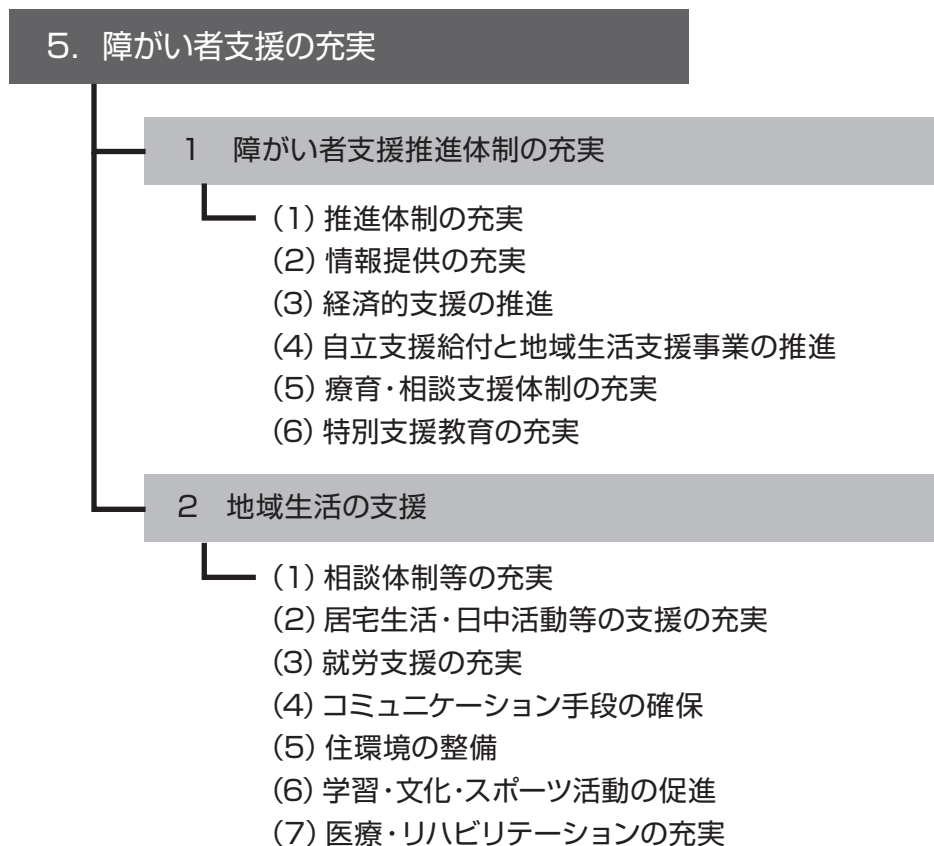 5. 障がい者支援の充実
1 障がい者支援推進体制の充実
(1) 推進体制の充実
(2) 情報提供の充実
(3) 経済的支援の推進
(4) 自立支援給付と地域生活支援事業の推進
(5) 療育・相談支援体制の充実
(6) 特別支援教育の充実
2 地域生活の支援
(1) 相談体制等の充実
(2) 居宅生活・日中活動等の支援の充実
(3) 就労支援の充実
(4) コミュニケーション手段の確保
(5) 住環境の整備
(6) 学習・文化・スポーツ活動の促進
(7) 医療・リハビリテーションの充実